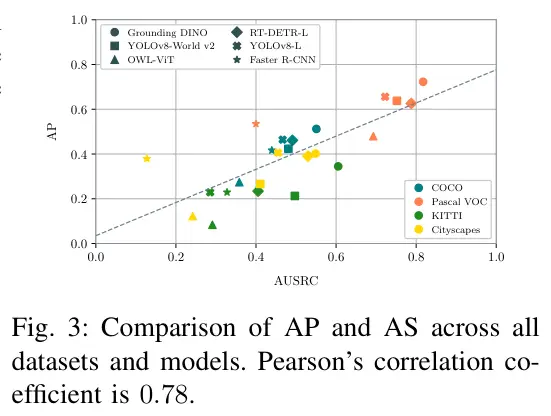 1.0
0.8
0.6
0.4
0.2
0.0
AP
Grounding DINO
YOLOv8-World v2
OWL-ViT
RT-DETR-L
YOLOv8-L
Faster R-CNN
COCO
Pascal VOC
KITTI
Cityscapes
0.0 0.2 0.4 0.6 0.8 1.0
AUSRC
Fig. 3: Comparison of AP and AS across all
datasets and models. Pearson's correlation co-
efficient is 0.78.